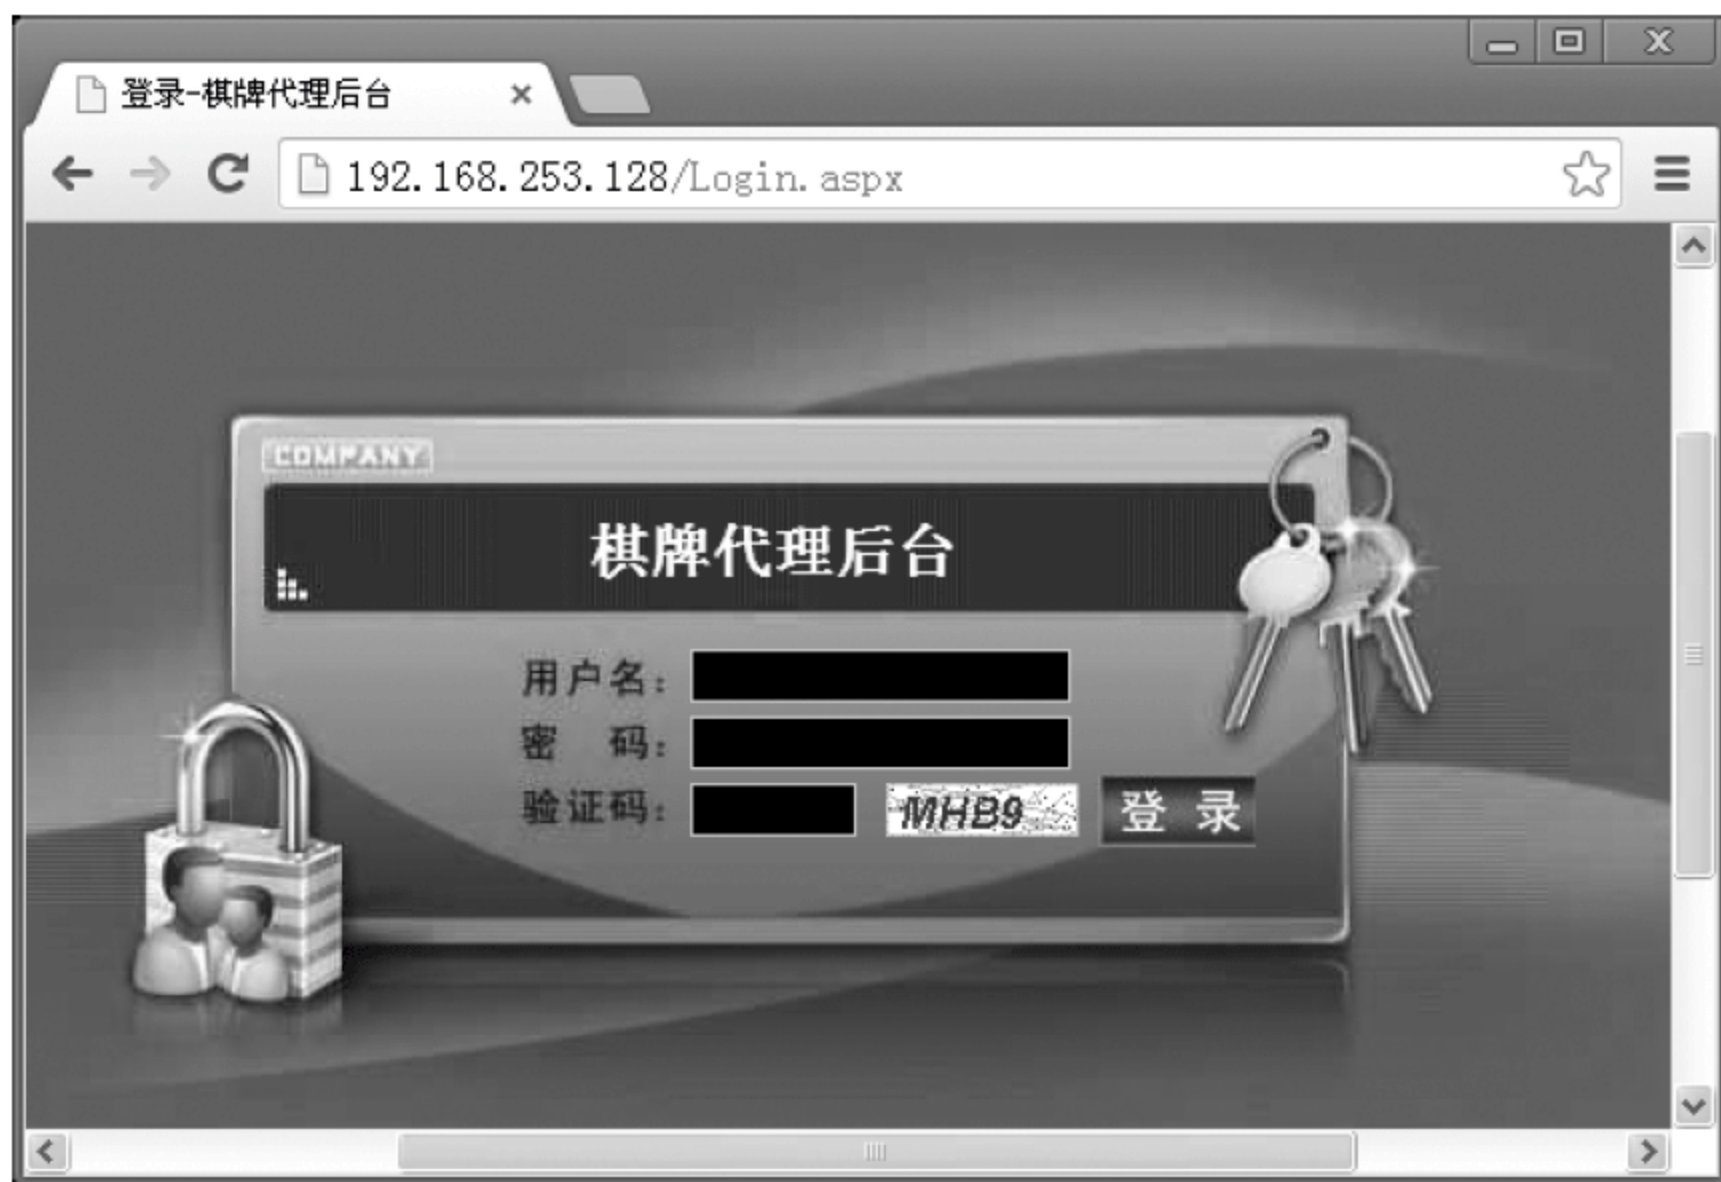 登录-棋牌代理后台
192.168.253.128/Login.aspx
COMPANY
棋牌代理后台
用户名：
密 码：
验证码： MHB9 登 录